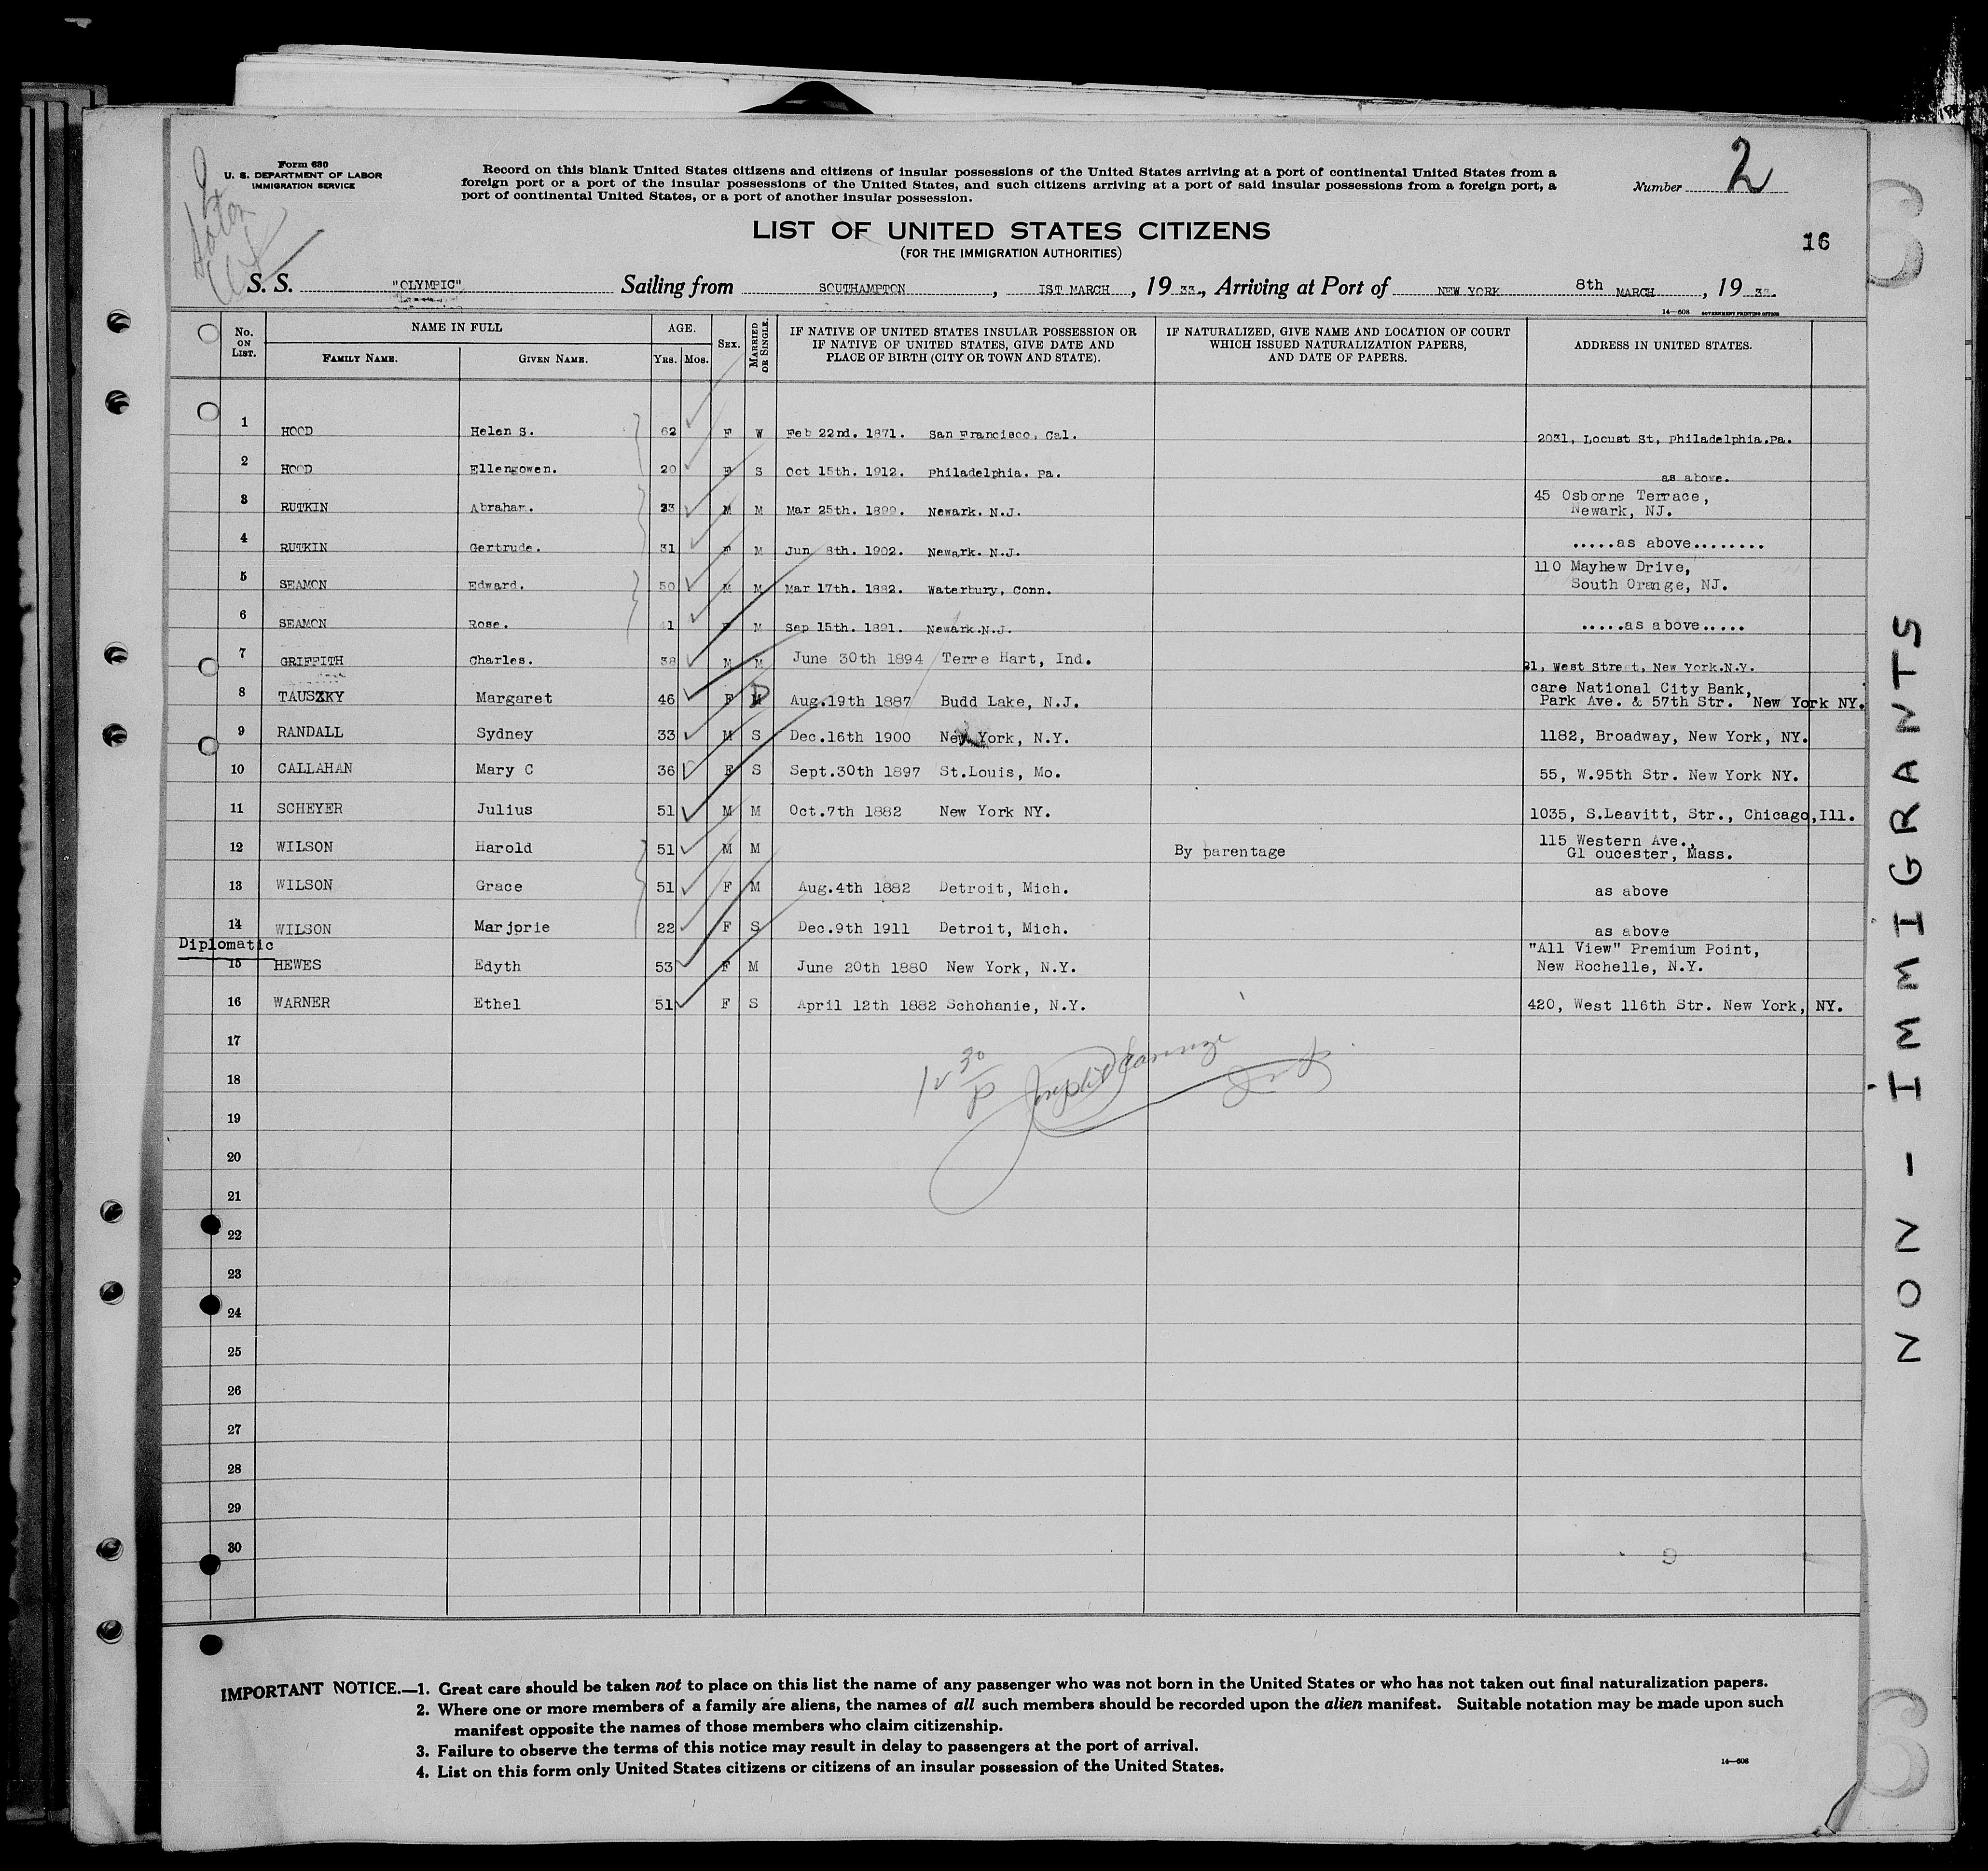 Form 630
U. S. DEPARTMENT OF LABOR
IMMIGRATION SERVICE
Record on this blank United States citizens and citizens of insular possessions of the United States arriving at a port of continental United States from a
foreign port or a port of the insular possessions of the United States, and such citizens arriving at a port of said insular possessions from a foreign port, a
port of continental United States, or a port of another insular possession.
Number 2
LIST OF UNITED STATES CITIZENS
(FOR THE IMMIGRATION AUTHORITIES)
16
S. S. "OLYMPIC" Sailing from SOUTHAMPTON, IST MARCH, 1933, Arriving at Port of NEW YORK 8th MARCH, 1933.
14—608 GOVERNMENT PRINTING OFFICE
No. ON LIST. NAME IN FULL AGE. SEX. MARRIED OR SINGLE. IF NATIVE OF UNITED STATES INSULAR POSSESSION OR IF NATIVE OF UNITED STATES, GIVE DATE AND PLACE OF BIRTH (CITY OR TOWN AND STATE). IF NATURALIZED, GIVE NAME AND LOCATION OF COURT WHICH ISSUED NATURALIZATION PAPERS, AND DATE OF PAPERS. ADDRESS IN UNITED STATES.
FAMILY NAME. GIVEN NAME. YRS. MOS.
1 HOOD Helen S. 62 F W Feb 22nd. 1871. San Francisco, Cal. 2031, Locust St, Philadelphia.Pa.
2 HOOD Ellengowen. 20 F S Oct 15th. 1912. Philadelphia. Pa. as above.
3 RUTKIN Abraham. 33 M M Mar 25th. 1899. Newark. N.J. 45 Osborne Terrace,
Newark, NJ.
4 RUTKIN Gertrude. 31 F M Jun 8th. 1902. Newark. N.J. .....as above........
5 SEAMON Edward. 50 M M Mar 17th. 1882. Waterbury, Conn. 110 Mayhew Drive,
South Orange, NJ.
6 SEAMON Rose. 41 F M Sep 15th. 1891. Newark.N.J. .....as above.....
7 GRIFFITH Charles. 38 M M June 30th 1894 Terre Hart, Ind. 21, West Street, New York.N.Y.
8 TAUSZKY Margaret 46 F D Aug.19th 1887 Budd Lake, N.J. care National City Bank,
Park Ave. & 57th Str. New York NY.
9 RANDALL Sydney 33 M S Dec.16th 1900 New York, N.Y. 1182, Broadway, New York, NY.
10 CALLAHAN Mary C 36 F S Sept.30th 1897 St.Louis, Mo. 55, W.95th Str. New York NY.
11 SCHEYER Julius 51 M M Oct.7th 1882 New York NY. 1035, S.Leavitt, Str., Chicago,Ill.
12 WILSON Harold 51 M M By parentage 115 Western Ave.,
Gl oucester, Mass.
13 WILSON Grace 51 F M Aug.4th 1882 Detroit, Mich. as above
14 WILSON Marjorie 22 F S Dec.9th 1911 Detroit, Mich. as above
Diplomatic
15 HEWES Edyth 53 F M June 20th 1880 New York, N.Y. "All View" Premium Point,
New Rochelle, N.Y.
16 WARNER Ethel 51 F S April 12th 1882 Schohanie, N.Y. 420, West 116th Str. New York, NY.
17
18
19
20
21
22
23
24
25
26
27
28
29
30
NON-IMMIGRANTS
IMPORTANT NOTICE.—1. Great care should be taken not to place on this list the name of any passenger who was not born in the United States or who has not taken out final naturalization papers.
2. Where one or more members of a family are aliens, the names of all such members should be recorded upon the alien manifest. Suitable notation may be made upon such
manifest opposite the names of those members who claim citizenship.
3. Failure to observe the terms of this notice may result in delay to passengers at the port of arrival.
4. List on this form only United States citizens or citizens of an insular possession of the United States.
14—608